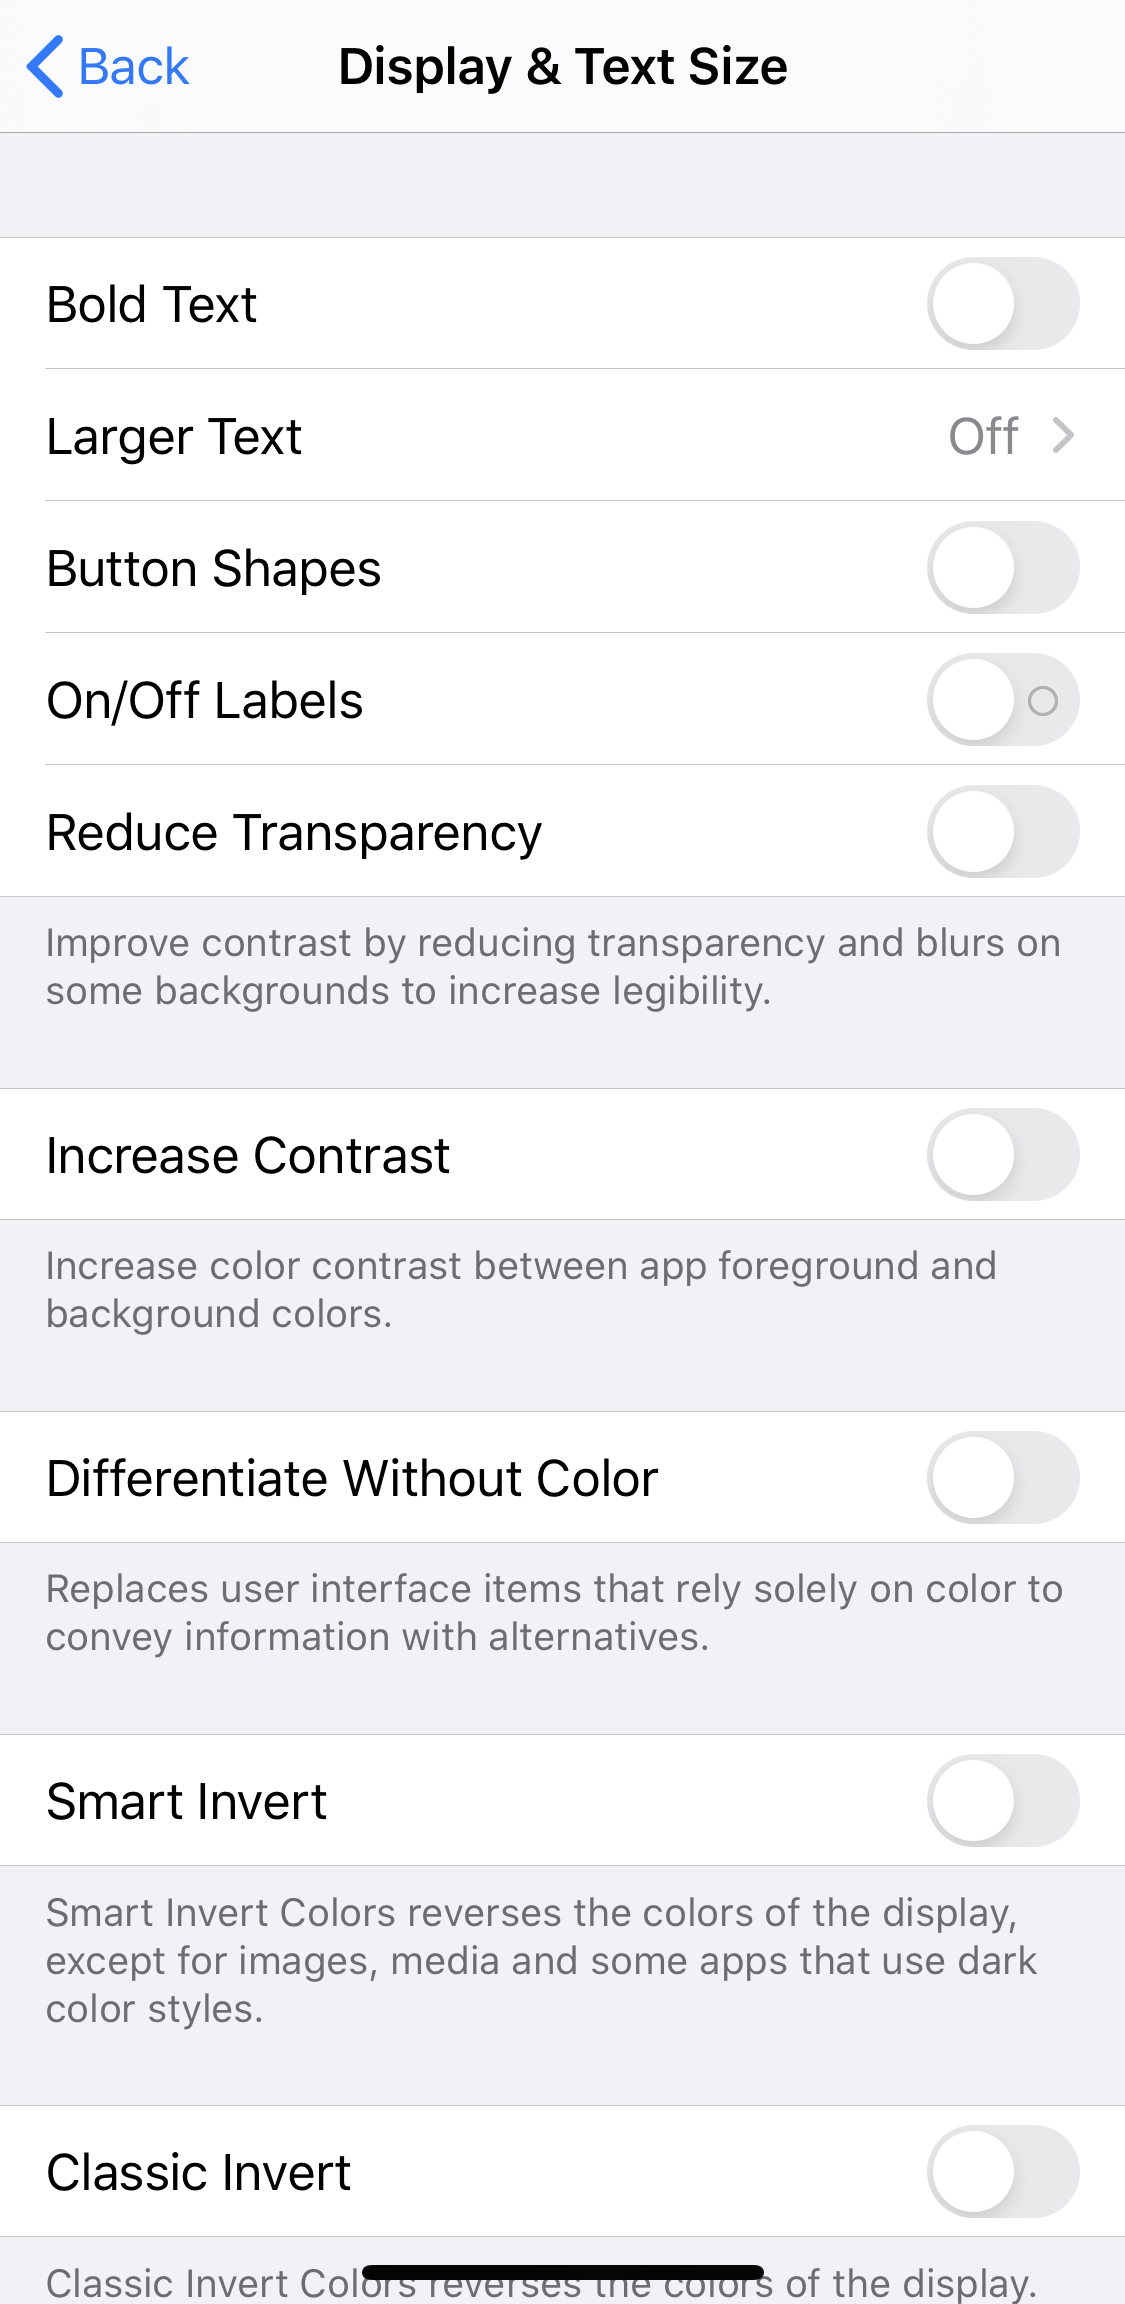 Back
Display & Text Size
Bold Text
Larger Text Off
Button Shapes
On/Off Labels
Reduce Transparency
Improve contrast by reducing transparency and blurs on
some backgrounds to increase legibility.
Increase Contrast
Increase color contrast between app foreground and
background colors.
Differentiate Without Color
Replaces user interface items that rely solely on color to
convey information with alternatives.
Smart Invert
Smart Invert Colors reverses the colors of the display,
except for images, media and some apps that use dark
color styles.
Classic Invert
Classic Invert Colors reverses the colors of the display.